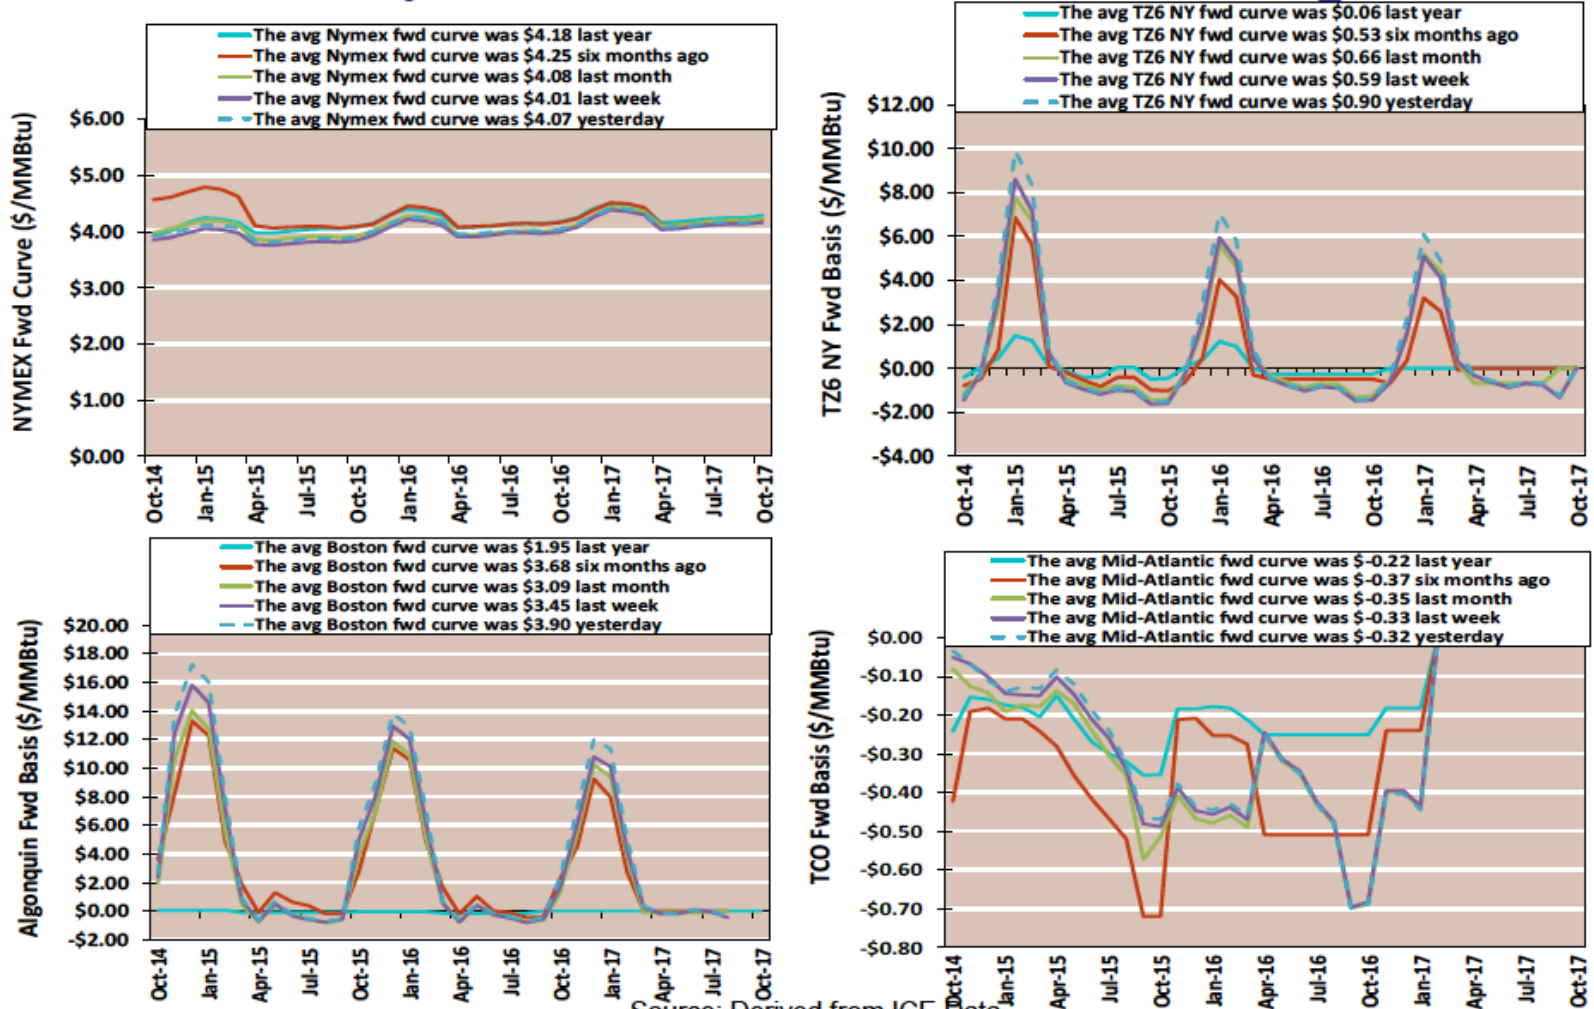 The avg Nymex fwd curve was $4.18 last year
The avg Nymex fwd curve was $4.25 six months ago
The avg Nymex fwd curve was $4.08 last month
The avg Nymex fwd curve was $4.01 last week
The avg Nymex fwd curve was $4.07 yesterday
NYMEX Fwd Curve ($/MMBtu)
$6.00
$5.00
$4.00
$3.00
$2.00
$1.00
$0.00
Oct-14 Jan-15 Apr-15 Jul-15 Oct-15 Jan-16 Apr-16 Jul-16 Oct-16 Jan-17 Apr-17 Jul-17 Oct-17
The avg TZ6 NY fwd curve was $0.06 last year
The avg TZ6 NY fwd curve was $0.53 six months ago
The avg TZ6 NY fwd curve was $0.66 last month
The avg TZ6 NY fwd curve was $0.59 last week
The avg TZ6 NY fwd curve was $0.90 yesterday
TZ6 NY Fwd Basis ($/MMBtu)
$12.00
$10.00
$8.00
$6.00
$4.00
$2.00
$0.00
-$2.00
-$4.00
Oct-14 Jan-15 Apr-15 Jul-15 Oct-15 Jan-16 Apr-16 Jul-16 Oct-16 Jan-17 Apr-17 Jul-17 Oct-17
The avg Boston fwd curve was $1.95 last year
The avg Boston fwd curve was $3.68 six months ago
The avg Boston fwd curve was $3.09 last month
The avg Boston fwd curve was $3.45 last week
The avg Boston fwd curve was $3.90 yesterday
Algonquin Fwd Basis ($/MMBtu)
$20.00
$18.00
$16.00
$14.00
$12.00
$10.00
$8.00
$6.00
$4.00
$2.00
$0.00
-$2.00
Oct-14 Jan-15 Apr-15 Jul-15 Oct-15 Jan-16 Apr-16 Jul-16 Oct-16 Jan-17 Apr-17 Jul-17 Oct-17
The avg Mid-Atlantic fwd curve was $-0.22 last year
The avg Mid-Atlantic fwd curve was $-0.37 six months ago
The avg Mid-Atlantic fwd curve was $-0.35 last month
The avg Mid-Atlantic fwd curve was $-0.33 last week
The avg Mid-Atlantic fwd curve was $-0.32 yesterday
TCO Fwd Basis ($/MMBtu)
$0.00
-$0.10
-$0.20
-$0.30
-$0.40
-$0.50
-$0.60
-$0.70
-$0.80
Oct-14 Jan-15 Apr-15 Jul-15 Oct-15 Jan-16 Apr-16 Jul-16 Oct-16 Jan-17 Apr-17 Jul-17 Oct-17
Source: Derived from ICE Data